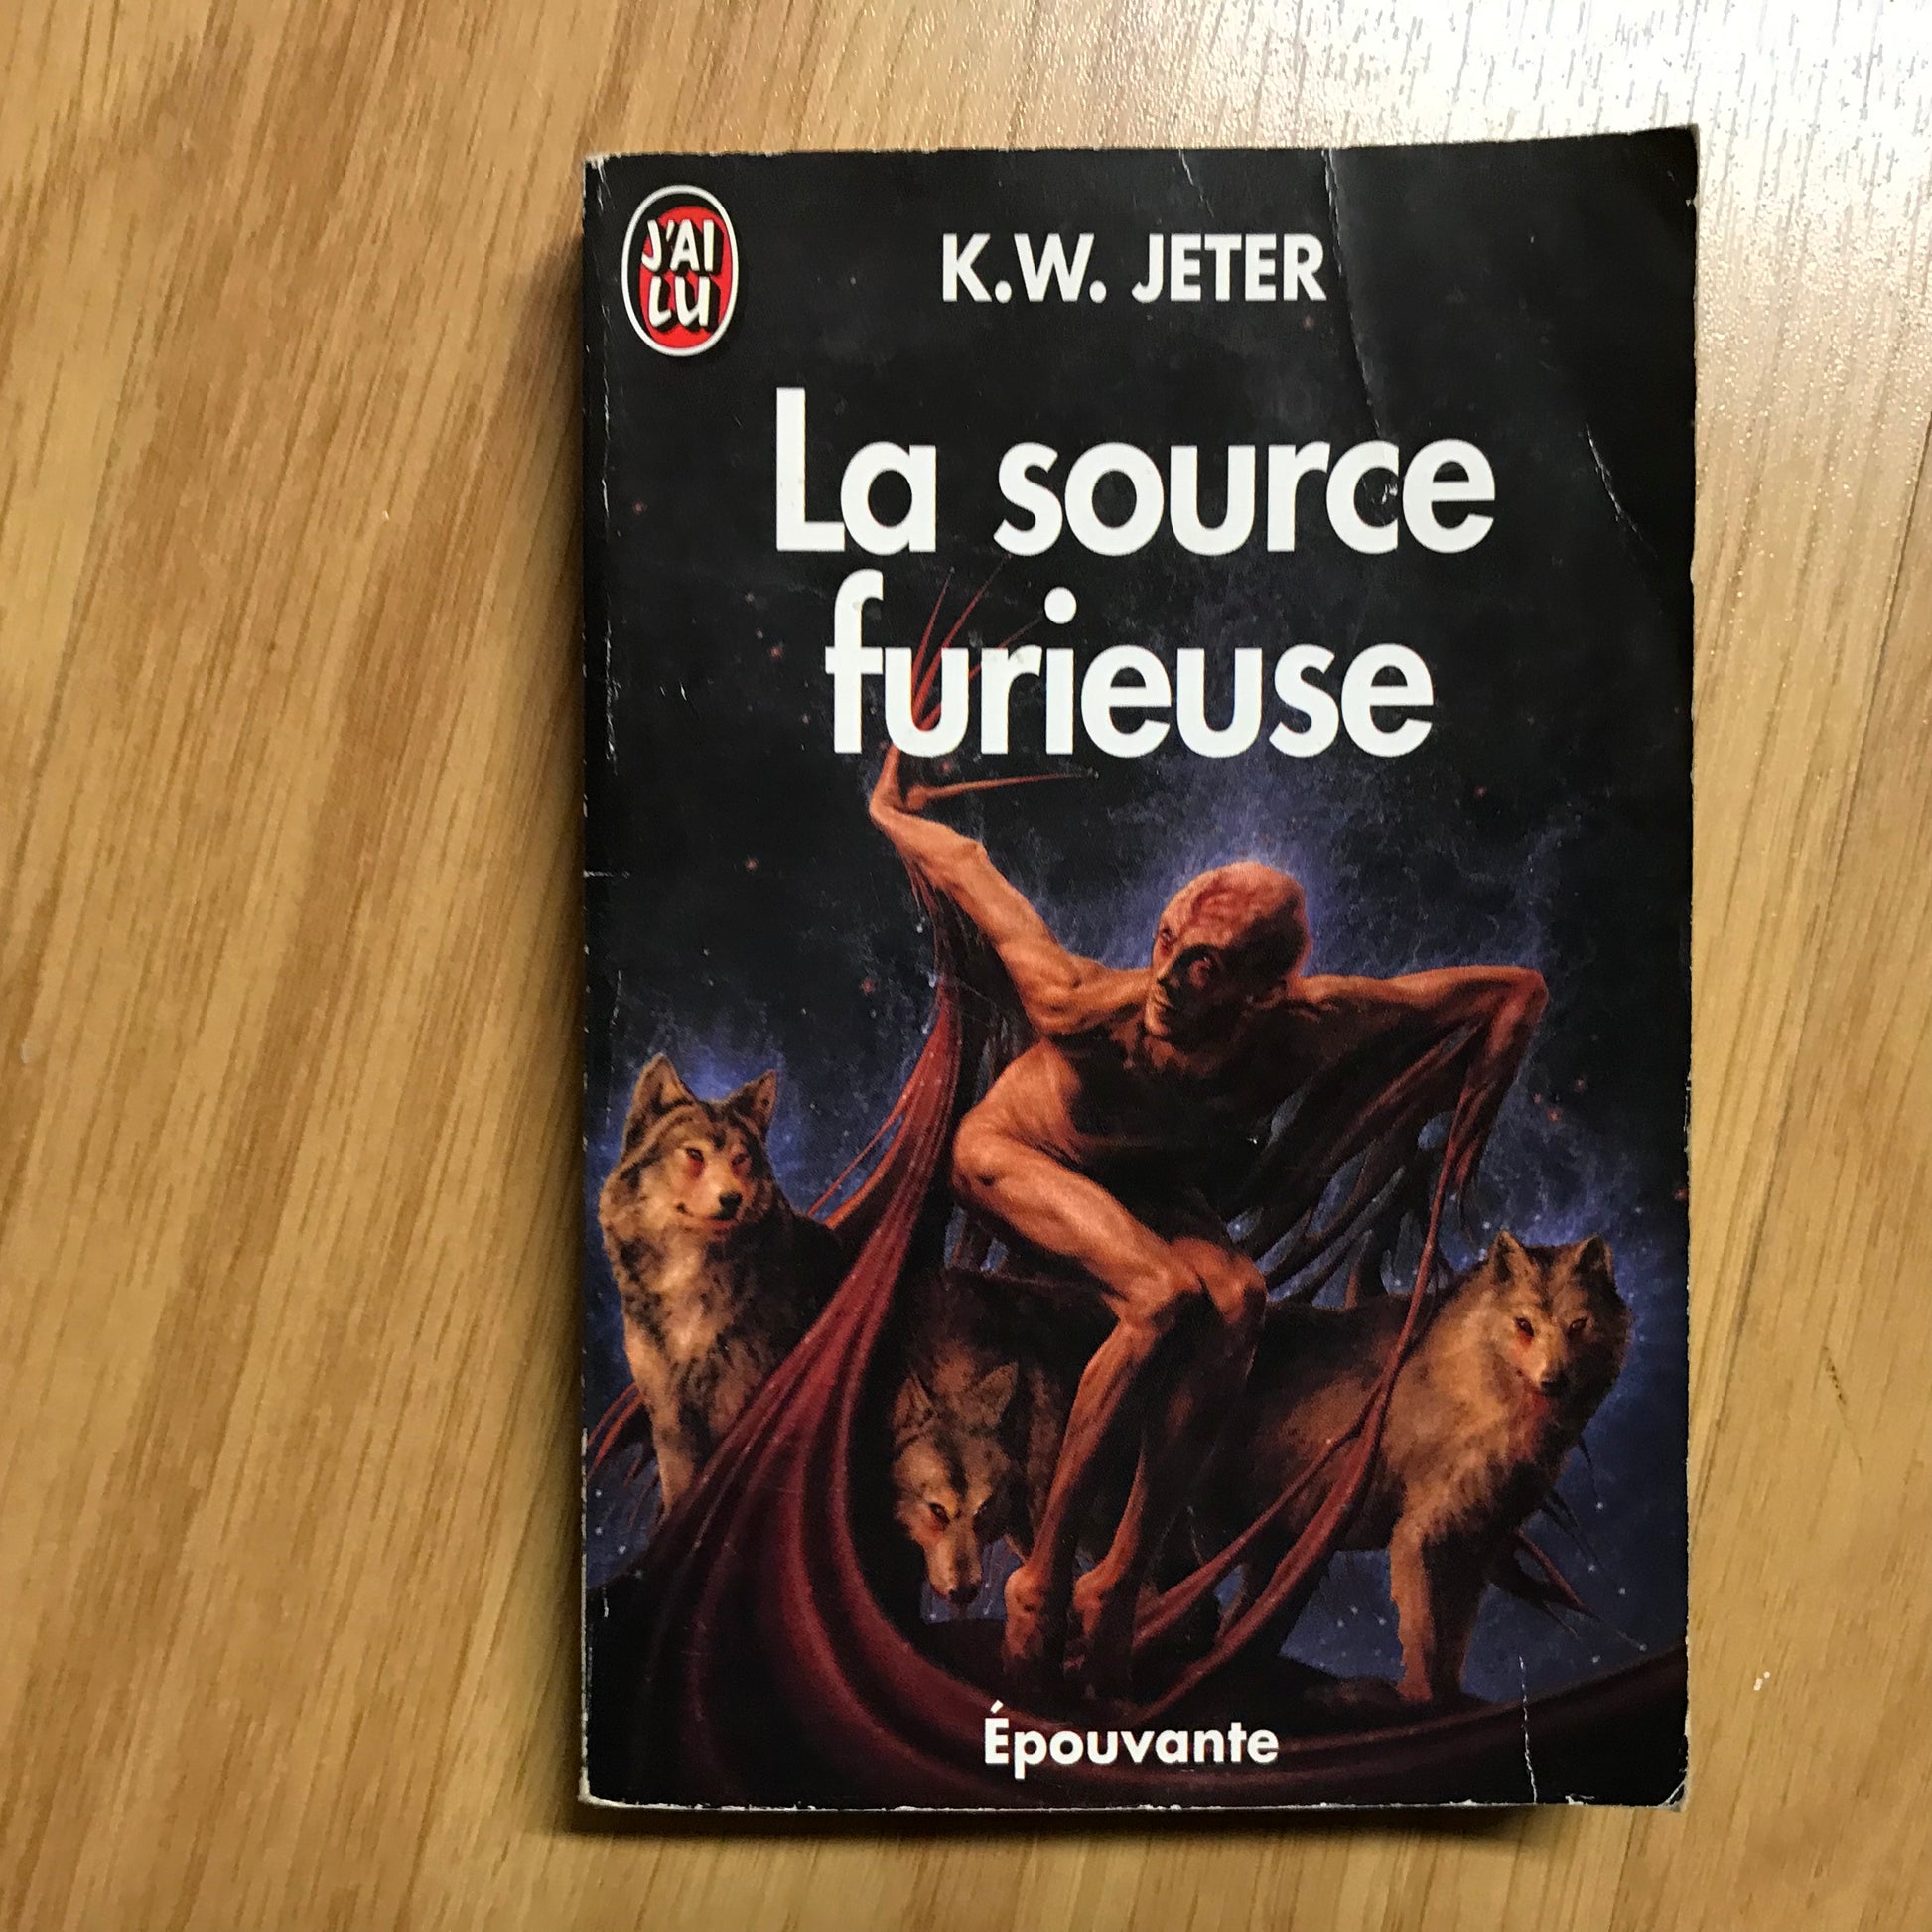 J'AI
LU
K.W. JETER
La source
furieuse
Épouvante